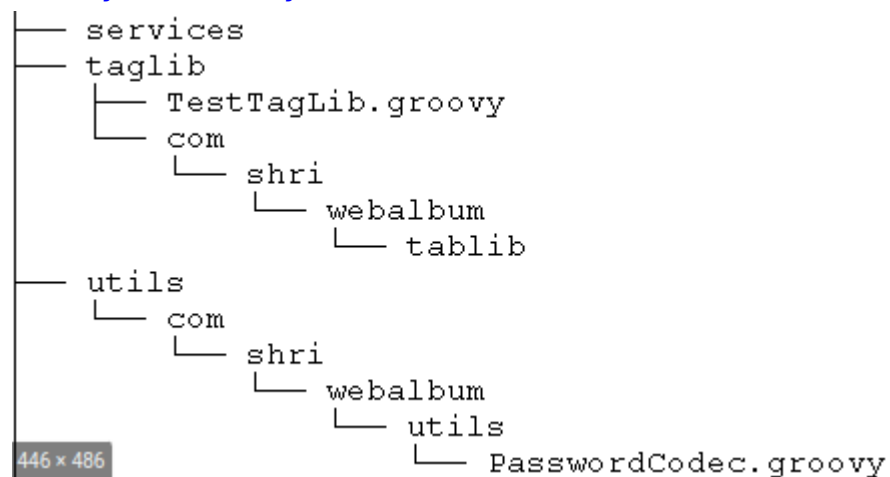 services
taglib
TestTagLib.groovy
com
shri
webalbum
tablib
utils
com
shri
webalbum
utils
446 × 486
PasswordCodec.groovy